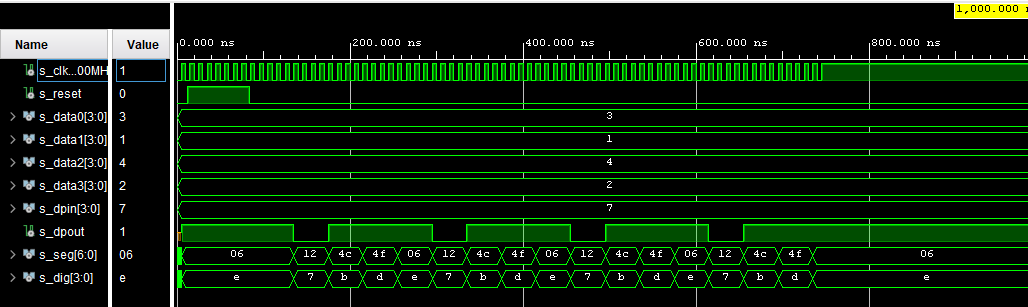 1,000.000 n
Name Value 0.000 ns 200.000 ns 400.000 ns 600.000 ns 800.000 ns
s_clk...00MH 1
s_reset 0
s_data0[3:0] 3 3
s_data1[3:0] 1 1
s_data2[3:0] 4 4
s_data3[3:0] 2 2
s_dpin[3:0] 7 7
s_dpout 1
s_seg[6:0] 06 06 12 4c 4f 06 12 4c 4f 06 12 4c 4f 06 12 4c 4f 06
s_dig[3:0] e e 7 b d e 7 b d e 7 b d e 7 b d e